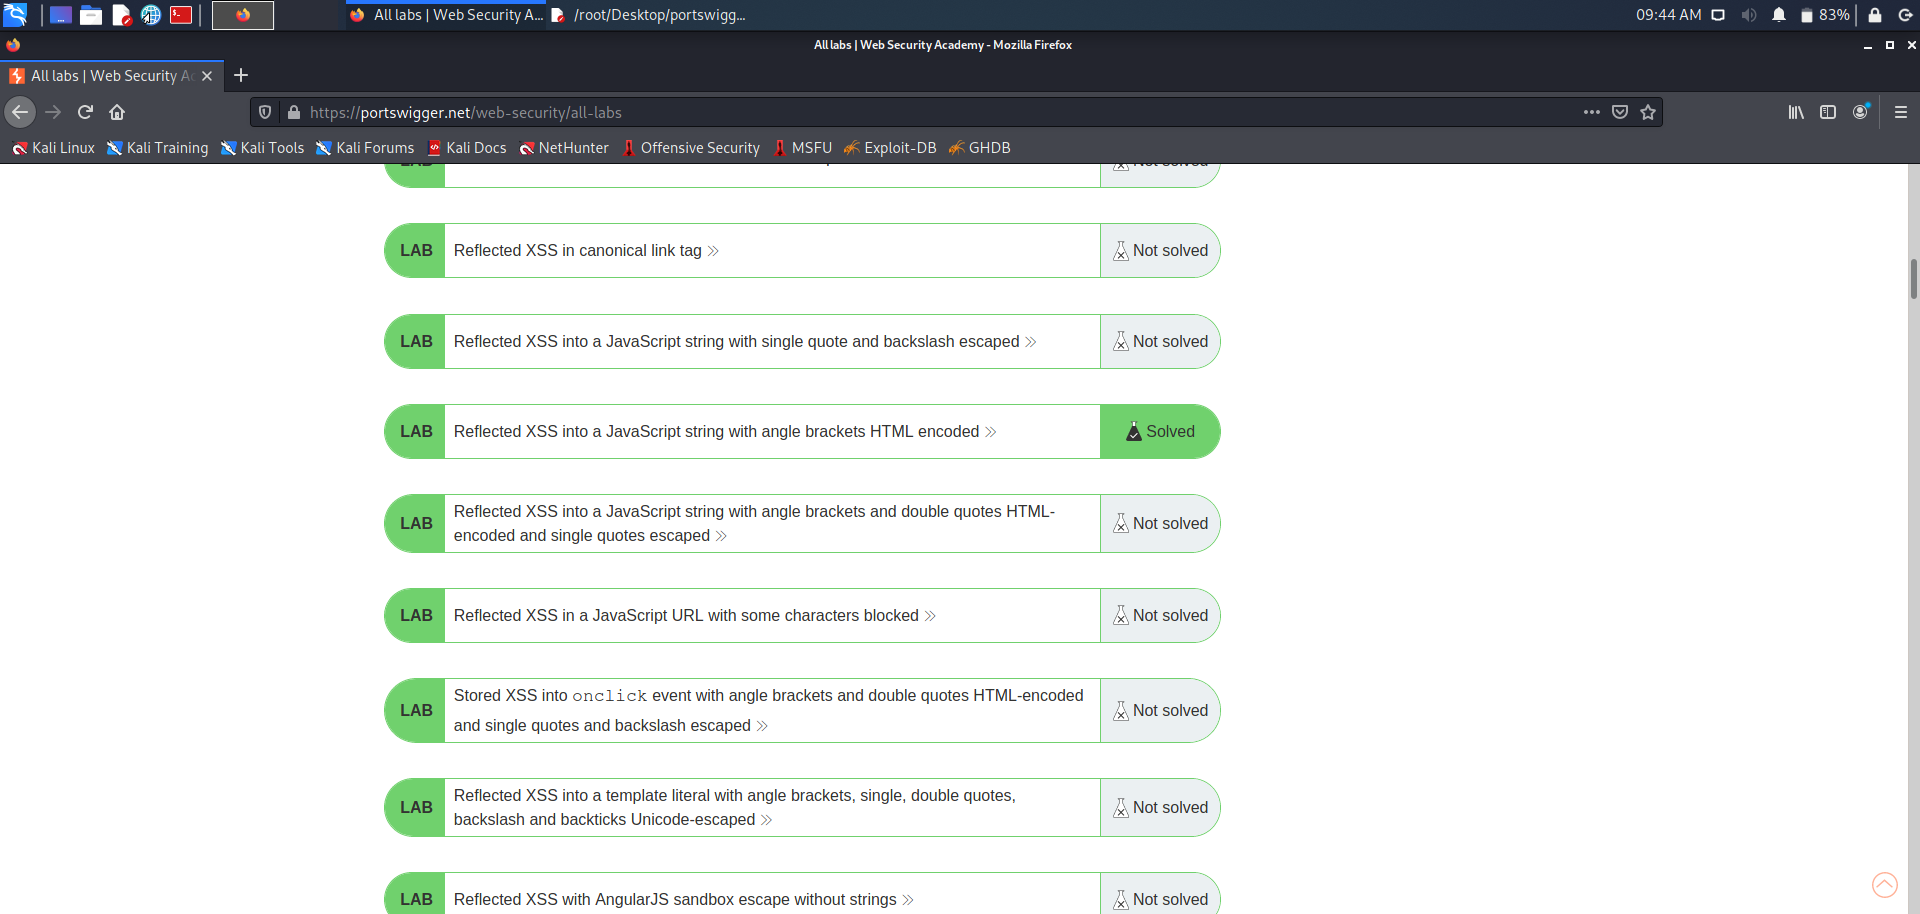 All labs | Web Security A...
/root/Desktop/portswigg...
09:44 AM
83%
All labs | Web Security Academy - Mozilla Firefox
All labs | Web Security Ac
https://portswigger.net/web-security/all-labs
Kali Linux
Kali Training
Kali Tools
Kali Forums
Kali Docs
NetHunter
Offensive Security
MSFU
Exploit-DB
GHDB
LAB
Not solved
LAB
Reflected XSS in canonical link tag
Not solved
LAB
Reflected XSS into a JavaScript string with single quote and backslash escaped
Not solved
LAB
Reflected XSS into a JavaScript string with angle brackets HTML encoded
Solved
LAB
Reflected XSS into a JavaScript string with angle brackets and double quotes HTML-
encoded and single quotes escaped
Not solved
LAB
Reflected XSS in a JavaScript URL with some characters blocked
Not solved
LAB
Stored XSS into onclick event with angle brackets and double quotes HTML-encoded
and single quotes and backslash escaped
Not solved
LAB
Reflected XSS into a template literal with angle brackets, single, double quotes,
backslash and backticks Unicode-escaped
Not solved
LAB
Reflected XSS with AngularJS sandbox escape without strings
Not solved